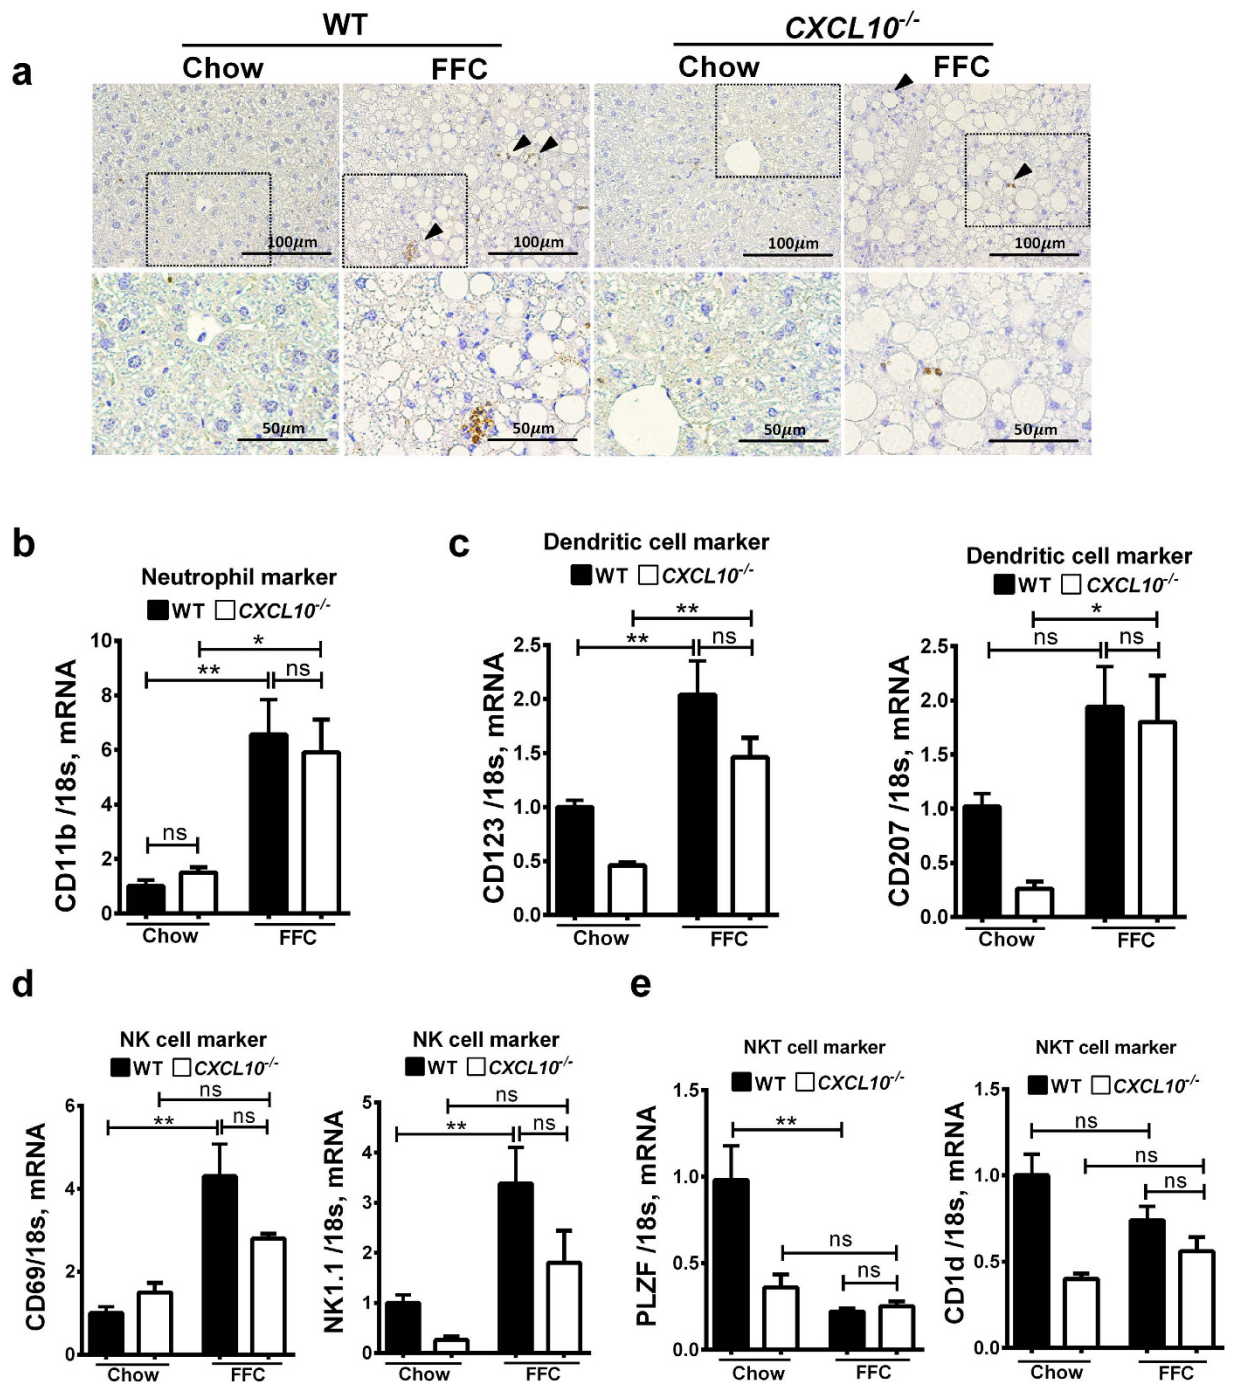 WT CXCL10-/-
a Chow FFC Chow FFC
100μm 100μm 100μm 100μm
50μm 50μm 50μm 50μm
b
Neutrophil marker
WT CXCL10-/-
CD11b /18s, mRNA
10
8
6
4
2
0
*
** ns
ns
Chow FFC
c
Dendritic cell marker
WT CXCL10-/-
CD123 /18s, mRNA
2.5
2.0
1.5
1.0
0.5
0.0
**
** ns
Chow FFC
Dendritic cell marker
WT CXCL10-/-
CD207 /18s, mRNA
2.5
2.0
1.5
1.0
0.5
0.0
*
ns ns
Chow FFC
d
NK cell marker
WT CXCL10-/-
CD69/18s, mRNA
6
4
2
0
ns
** ns
Chow FFC
NK cell marker
WT CXCL10-/-
NK1.1 /18s, mRNA
5
4
3
2
1
0
ns
** ns
Chow FFC
e
NKT cell marker
WT CXCL10-/-
PLZF /18s, mRNA
1.5
1.0
0.5
0.0
**
ns
ns
Chow FFC
NKT cell marker
WT CXCL10-/-
CD1d /18s, mRNA
1.5
1.0
0.5
0.0
ns
ns
ns
Chow FFC